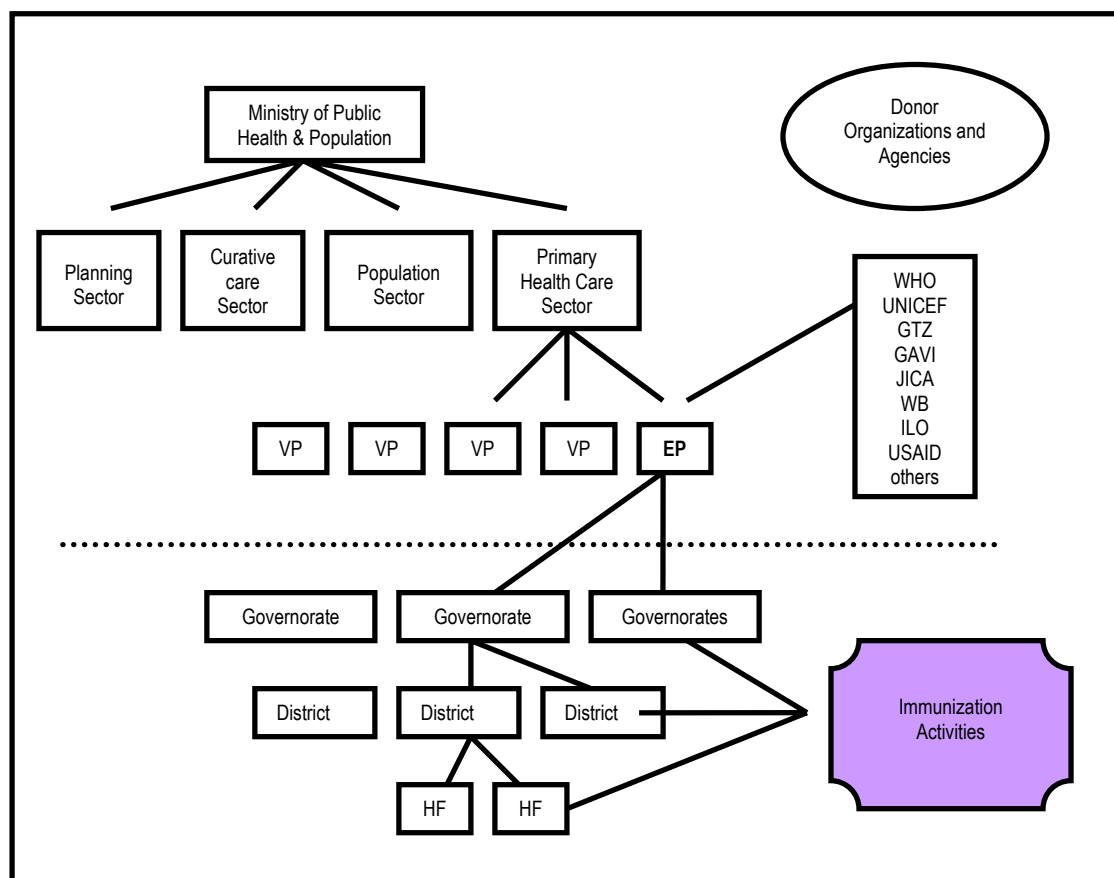 Ministry of Public
Health & Population
Donor
Organizations and
Agencies
Planning
Sector
Curative
care
Sector
Population
Sector
Primary
Health Care
Sector
WHO
UNICEF
GTZ
GAVI
JICA
WB
ILO
USAID
others
VP
VP
VP
VP
EP
Governorate
Governorate
Governorates
District
District
District
Immunization
Activities
HF
HF